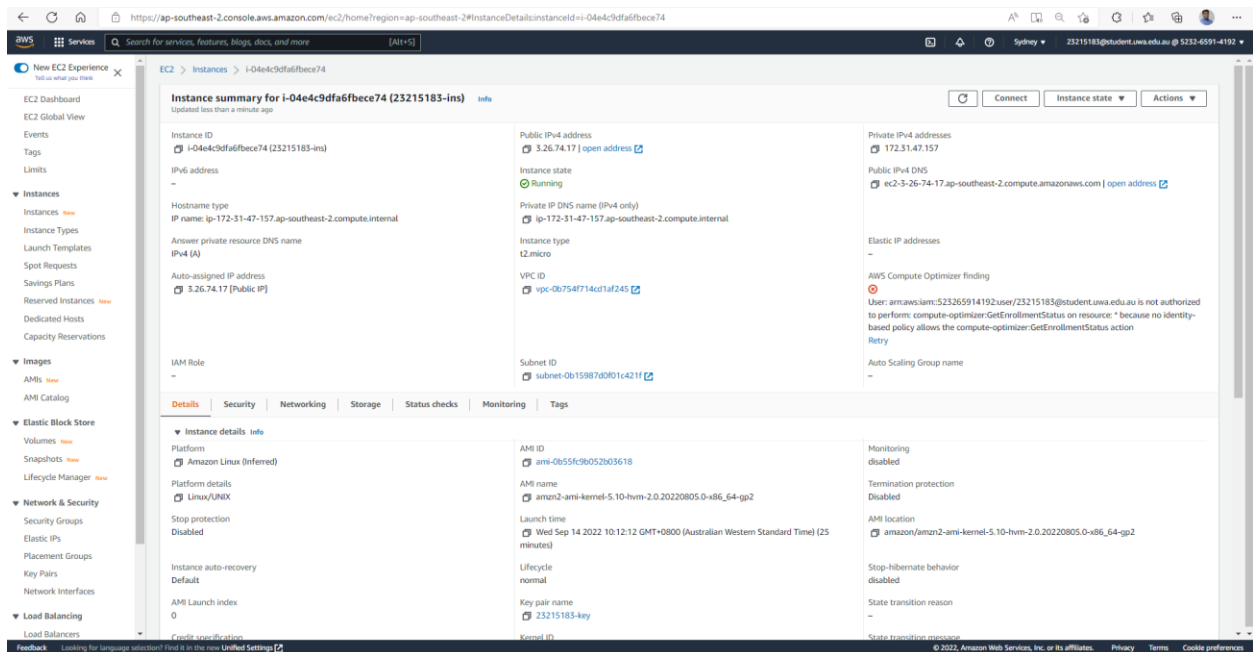 https://ap-southeast-2.console.aws.amazon.com/ec2/home?region=ap-southeast-2#InstanceDetails:instanceId=i-04e4c9dfa6fbece74
aws Services Search for services, features, blogs, docs, and more [Alt+S] Sydney ▼ 23215183@student.uwa.edu.au @ 5232-6591-4192 ▼
New EC2 Experience
Tell us what you think
EC2 Dashboard
EC2 Global View
Events
Tags
Limits
Instances
Instances New
Instance Types
Launch Templates
Spot Requests
Savings Plans
Reserved Instances New
Dedicated Hosts
Capacity Reservations
Images
AMIs New
AMI Catalog
Elastic Block Store
Volumes New
Snapshots New
Lifecycle Manager New
Network & Security
Security Groups
Elastic IPs
Placement Groups
Key Pairs
Network Interfaces
Load Balancing
Load Balancers
EC2 > Instances > i-04e4c9dfa6fbece74
Instance summary for i-04e4c9dfa6fbece74 (23215183-ins) Info
Updated less than a minute ago
Connect Instance state ▼ Actions ▼
Instance ID
i-04e4c9dfa6fbece74 (23215183-ins)
Public IPv4 address
3.26.74.17 | open address
Private IPv4 addresses
172.31.47.157
IPv6 address
–
Instance state
Running
Public IPv4 DNS
ec2-3-26-74-17.ap-southeast-2.compute.amazonaws.com | open address
Hostname type
IP name: ip-172-31-47-157.ap-southeast-2.compute.internal
Private IP DNS name (IPv4 only)
ip-172-31-47-157.ap-southeast-2.compute.internal
Answer private resource DNS name
IPv4 (A)
Instance type
t2.micro
Elastic IP addresses
–
Auto-assigned IP address
3.26.74.17 [Public IP]
VPC ID
vpc-0b754f714cd1af245
AWS Compute Optimizer finding
User: arn:aws:iam::523265914192:user/23215183@student.uwa.edu.au is not authorized
to perform: compute-optimizer:GetEnrollmentStatus on resource: * because no identity-
based policy allows the compute-optimizer:GetEnrollmentStatus action
Retry
IAM Role
–
Subnet ID
subnet-0b15987d0f01c421f
Auto Scaling Group name
–
Details Security Networking Storage Status checks Monitoring Tags
Instance details Info
Platform
Amazon Linux (Inferred)
AMI ID
ami-0b55fc9b052b03618
Monitoring
disabled
Platform details
Linux/UNIX
AMI name
amzn2-ami-kernel-5.10-hvm-2.0.20220805.0-x86_64-gp2
Termination protection
Disabled
Stop protection
Disabled
Launch time
Wed Sep 14 2022 10:12:12 GMT+0800 (Australian Western Standard Time) (25
minutes)
AMI location
amazon/amzn2-ami-kernel-5.10-hvm-2.0.20220805.0-x86_64-gp2
Instance auto-recovery
Default
Lifecycle
normal
Stop-hibernate behavior
disabled
AMI Launch index
0
Key pair name
23215183-key
State transition reason
–
Credit specification
Kernel ID
State transition message
Feedback Looking for language selection? Find it in the new Unified Settings © 2022, Amazon Web Services, Inc. or its affiliates. Privacy Terms Cookie preferences